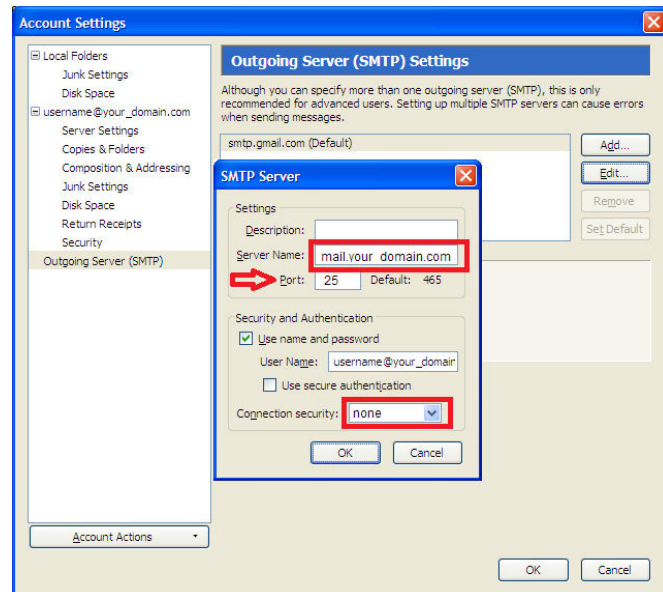 Account Settings
Local Folders
Junk Settings
Disk Space
username@your_domain.com
Server Settings
Copies & Folders
Composition & Addressing
Junk Settings
Disk Space
Return Receipts
Security
Outgoing Server (SMTP)
Account Actions
Outgoing Server (SMTP) Settings
Although you can specify more than one outgoing server (SMTP), this is only
recommended for advanced users. Setting up multiple SMTP servers can cause errors
when sending messages.
smtp.gmail.com (Default)
Add...
Edit...
Remove
Set Default
SMTP Server
Settings
Description:
Server Name: mail.your_domain.com
Port: 25 Default: 465
Security and Authentication
Use name and password
User Name: username@your_domair
Use secure authentication
Connection security: none
OK Cancel
OK Cancel